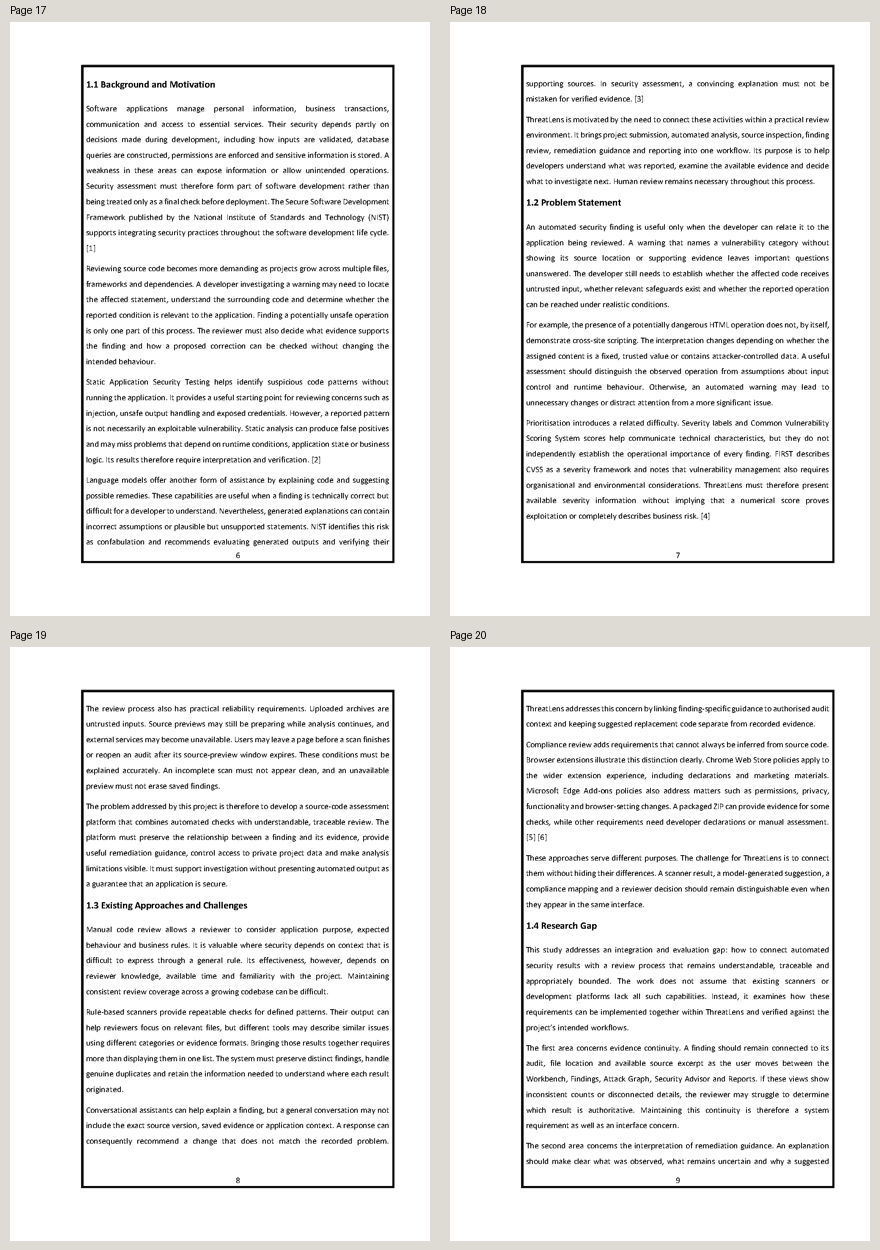 Page 17
1.1 Background and Motivation
Software applications manage personal information, business transactions,
communication and access to essential services. Their security depends partly on
decisions made during development, including how inputs are validated, database
queries are constructed, permissions are enforced and sensitive information is stored. A
weakness in these areas can expose information or allow unintended operations.
Security assessment must therefore form part of software development rather than
being treated only as a final check before deployment. The Secure Software Development
Framework published by the National Institute of Standards and Technology (NIST)
supports integrating security practices throughout the software development life cycle.
[1]
Reviewing source code becomes more demanding as projects grow across multiple files,
frameworks and dependencies. A developer investigating a warning may need to locate
the affected statement, understand the surrounding code and determine whether the
reported condition is relevant to the application. Finding a potentially unsafe operation
is only one part of this process. The reviewer must also decide what evidence supports
the finding and how a proposed correction can be checked without changing the
intended behaviour.
Static Application Security Testing helps identify suspicious code patterns without
running the application. It provides a useful starting point for reviewing concerns such as
injection, unsafe output handling and exposed credentials. However, a reported pattern
is not necessarily an exploitable vulnerability. Static analysis can produce false positives
and may miss problems that depend on runtime conditions, application state or business
logic. Its results therefore require interpretation and verification. [2]
Language models offer another form of assistance by explaining code and suggesting
possible remedies. These capabilities are useful when a finding is technically correct but
difficult for a developer to understand. Nevertheless, generated explanations can contain
incorrect assumptions or plausible but unsupported statements. NIST identifies this risk
as confabulation and recommends evaluating generated outputs and verifying their
6
Page 18
supporting sources. In security assessment, a convincing explanation must not be
mistaken for verified evidence. [3]
ThreatLens is motivated by the need to connect these activities within a practical review
environment. It brings project submission, automated analysis, source inspection, finding
review, remediation guidance and reporting into one workflow. Its purpose is to help
developers understand what was reported, examine the available evidence and decide
what to investigate next. Human review remains necessary throughout this process.
1.2 Problem Statement
An automated security finding is useful only when the developer can relate it to the
application being reviewed. A warning that names a vulnerability category without
showing its source location or supporting evidence leaves important questions
unanswered. The developer still needs to establish whether the affected code receives
untrusted input, whether relevant safeguards exist and whether the reported operation
can be reached under realistic conditions.
For example, the presence of a potentially dangerous HTML operation does not, by itself,
demonstrate cross-site scripting. The interpretation changes depending on whether the
assigned content is a fixed, trusted value or contains attacker-controlled data. A useful
assessment should distinguish the observed operation from assumptions about input
control and runtime behaviour. Otherwise, an automated warning may lead to
unnecessary changes or distract attention from a more significant issue.
Prioritisation introduces a related difficulty. Severity labels and Common Vulnerability
Scoring System scores help communicate technical characteristics, but they do not
independently establish the operational importance of every finding. FIRST describes
CVSS as a severity framework and notes that vulnerability management also requires
organisational and environmental considerations. ThreatLens must therefore present
available severity information without implying that a numerical score proves
exploitation or completely describes business risk. [4]
7
Page 19
The review process also has practical reliability requirements. Uploaded archives are
untrusted inputs. Source previews may still be preparing while analysis continues, and
external services may become unavailable. Users may leave a page before a scan finishes
or reopen an audit after its source-preview window expires. These conditions must be
explained accurately. An incomplete scan must not appear clean, and an unavailable
preview must not erase saved findings.
The problem addressed by this project is therefore to develop a source-code assessment
platform that combines automated checks with understandable, traceable review. The
platform must preserve the relationship between a finding and its evidence, provide
useful remediation guidance, control access to private project data and make analysis
limitations visible. It must support investigation without presenting automated output as
a guarantee that an application is secure.
1.3 Existing Approaches and Challenges
Manual code review allows a reviewer to consider application purpose, expected
behaviour and business rules. It is valuable where security depends on context that is
difficult to express through a general rule. Its effectiveness, however, depends on
reviewer knowledge, available time and familiarity with the project. Maintaining
consistent review coverage across a growing codebase can be difficult.
Rule-based scanners provide repeatable checks for defined patterns. Their output can
help reviewers focus on relevant files, but different tools may describe similar issues
using different categories or evidence formats. Bringing those results together requires
more than displaying them in one list. The system must preserve distinct findings, handle
genuine duplicates and retain the information needed to understand where each result
originated.
Conversational assistants can help explain a finding, but a general conversation may not
include the exact source version, saved evidence or application context. A response can
consequently recommend a change that does not match the recorded problem.
8
Page 20
ThreatLens addresses this concern by linking finding-specific guidance to authorised audit
context and keeping suggested replacement code separate from recorded evidence.
Compliance review adds requirements that cannot always be inferred from source code.
Browser extensions illustrate this distinction clearly. Chrome Web Store policies apply to
the wider extension experience, including declarations and marketing materials.
Microsoft Edge Add-ons policies also address matters such as permissions, privacy,
functionality and browser-setting changes. A packaged ZIP can provide evidence for some
checks, while other requirements need developer declarations or manual assessment.
[5] [6]
These approaches serve different purposes. The challenge for ThreatLens is to connect
them without hiding their differences. A scanner result, a model-generated suggestion, a
compliance mapping and a reviewer decision should remain distinguishable even when
they appear in the same interface.
1.4 Research Gap
This study addresses an integration and evaluation gap: how to connect automated
security results with a review process that remains understandable, traceable and
appropriately bounded. The work does not assume that existing scanners or
development platforms lack all such capabilities. Instead, it examines how these
requirements can be implemented together within ThreatLens and verified against the
project's intended workflows.
The first area concerns evidence continuity. A finding should remain connected to its
audit, file location and available source excerpt as the user moves between the
Workbench, Findings, Attack Graph, Security Advisor and Reports. If these views show
inconsistent counts or disconnected details, the reviewer may struggle to determine
which result is authoritative. Maintaining this continuity is therefore a system
requirement as well as an interface concern.
The second area concerns the interpretation of remediation guidance. An explanation
should make clear what was observed, what remains uncertain and why a suggested
9